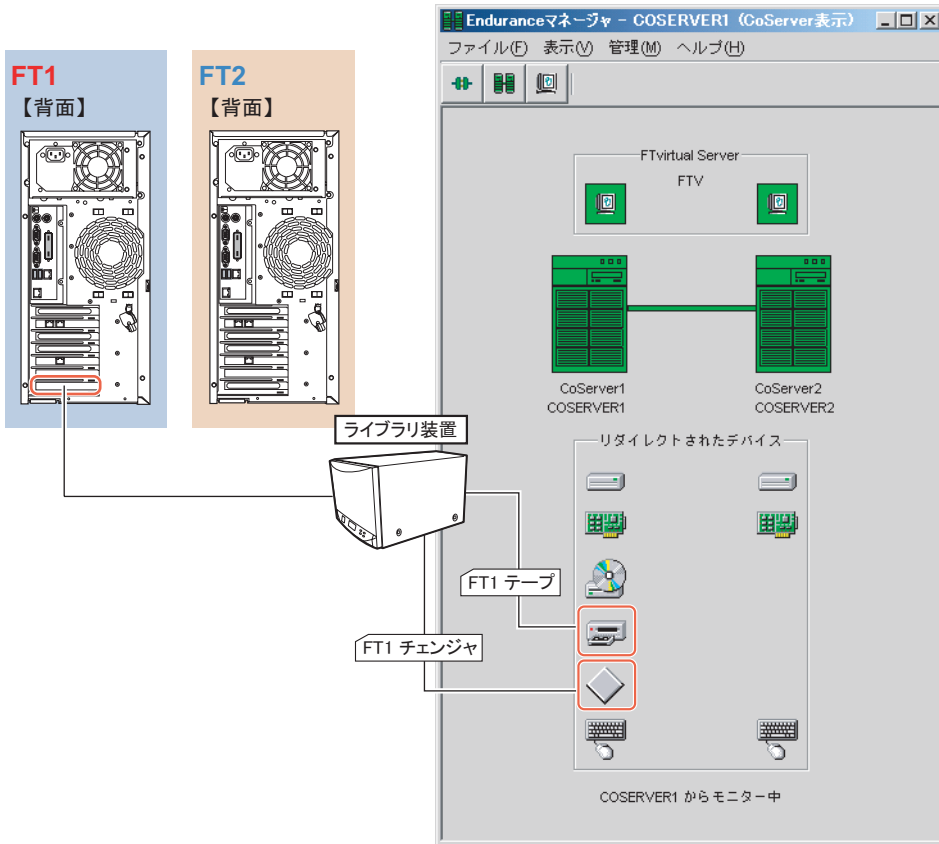 FT1
【背面】
FT2
【背面】
ライブラリ装置
FT1 テープ
FT1 チェンジャ
Enduranceマネージャ - COSERVER1 (CoServer表示)
ファイル(F) 表示(V) 管理(M) ヘルプ(H)
FTvirtual Server
FTV
CoServer1
COSERVER1
CoServer2
COSERVER2
リダイレクトされたデバイス
COSERVER1 からモニター中